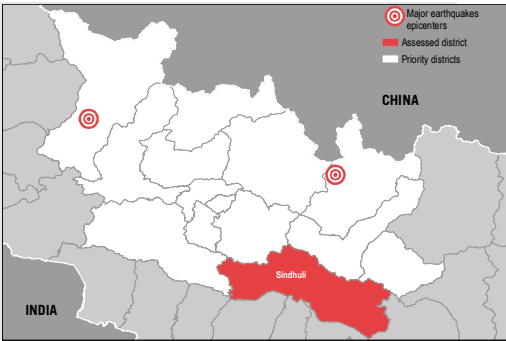 Major earthquakes
epicenters
Assessed district
Priority districts
CHINA
Sindhuli
INDIA